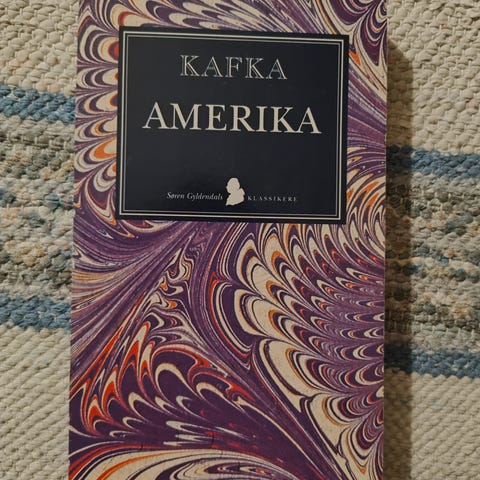 KAFKA
AMERIKA
Søren Gyldendals KLASSIKERE